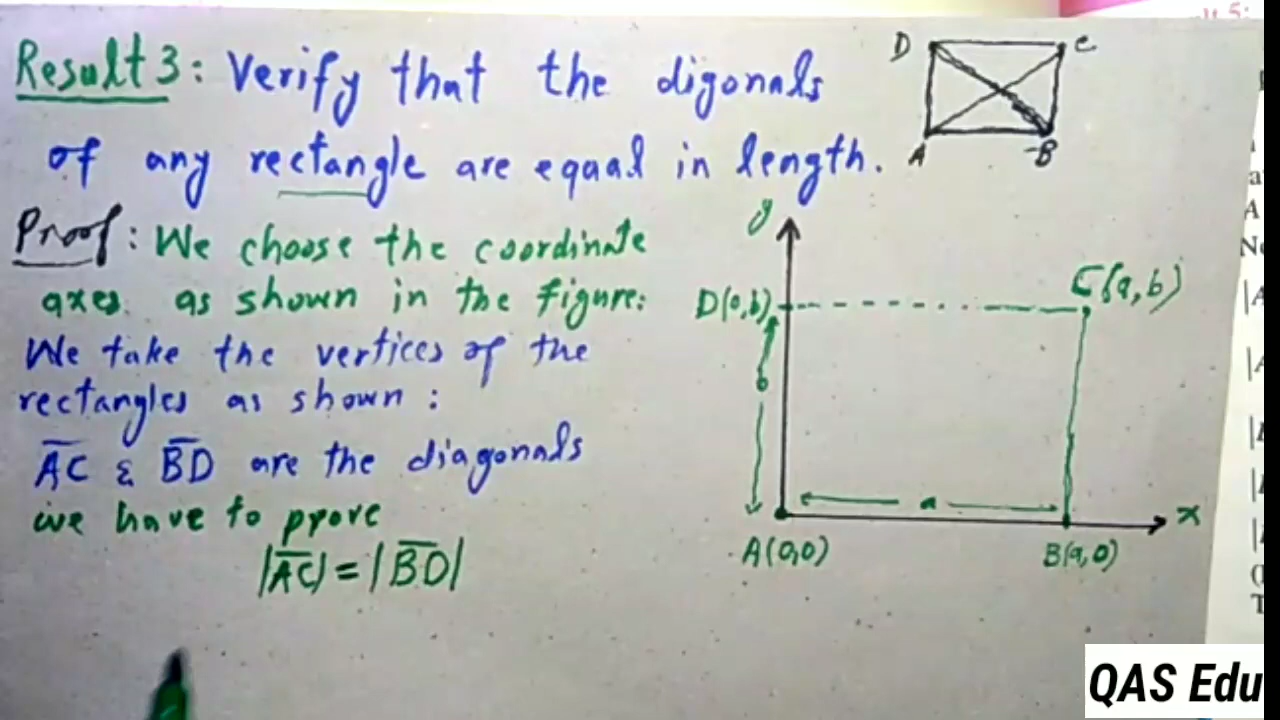 Result 3: Verify that the digonals
of any rectangle are eqaal in length.
D C
A B
Proof: We choose the coordinate
axes. as shown in the figure:
We take the vertices of the
rectangles as shown:
AC & BD are the diagonals
we have to prove
|AC| = |BD|
y
D(0,b)
C(a,b)
b
a
x
A(0,0)
B(a,0)
QAS Edu